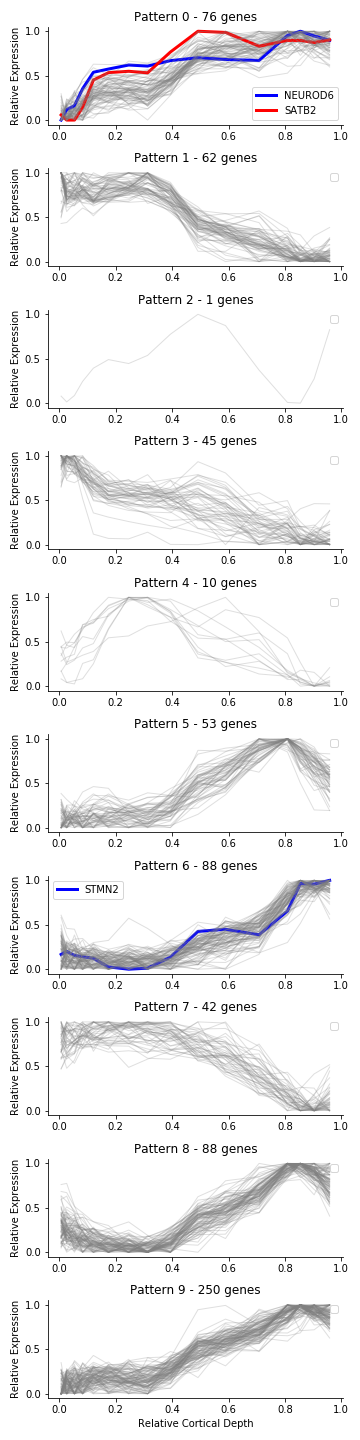 Pattern 0 - 76 genes
Relative Expression
1.0
0.5
0.0
NEUROD6
SATB2
0.0 0.2 0.4 0.6 0.8 1.0
Pattern 1 - 62 genes
Relative Expression
1.0
0.5
0.0
0.0 0.2 0.4 0.6 0.8 1.0
Pattern 2 - 1 genes
Relative Expression
1.0
0.5
0.0
0.0 0.2 0.4 0.6 0.8 1.0
Pattern 3 - 45 genes
Relative Expression
1.0
0.5
0.0
0.0 0.2 0.4 0.6 0.8 1.0
Pattern 4 - 10 genes
Relative Expression
1.0
0.5
0.0
0.0 0.2 0.4 0.6 0.8 1.0
Pattern 5 - 53 genes
Relative Expression
1.0
0.5
0.0
0.0 0.2 0.4 0.6 0.8 1.0
Pattern 6 - 88 genes
Relative Expression
1.0
0.5
0.0
STMN2
0.0 0.2 0.4 0.6 0.8 1.0
Pattern 7 - 42 genes
Relative Expression
1.0
0.5
0.0
0.0 0.2 0.4 0.6 0.8 1.0
Pattern 8 - 88 genes
Relative Expression
1.0
0.5
0.0
0.0 0.2 0.4 0.6 0.8 1.0
Pattern 9 - 250 genes
Relative Expression
1.0
0.5
0.0
0.0 0.2 0.4 0.6 0.8 1.0
Relative Cortical Depth